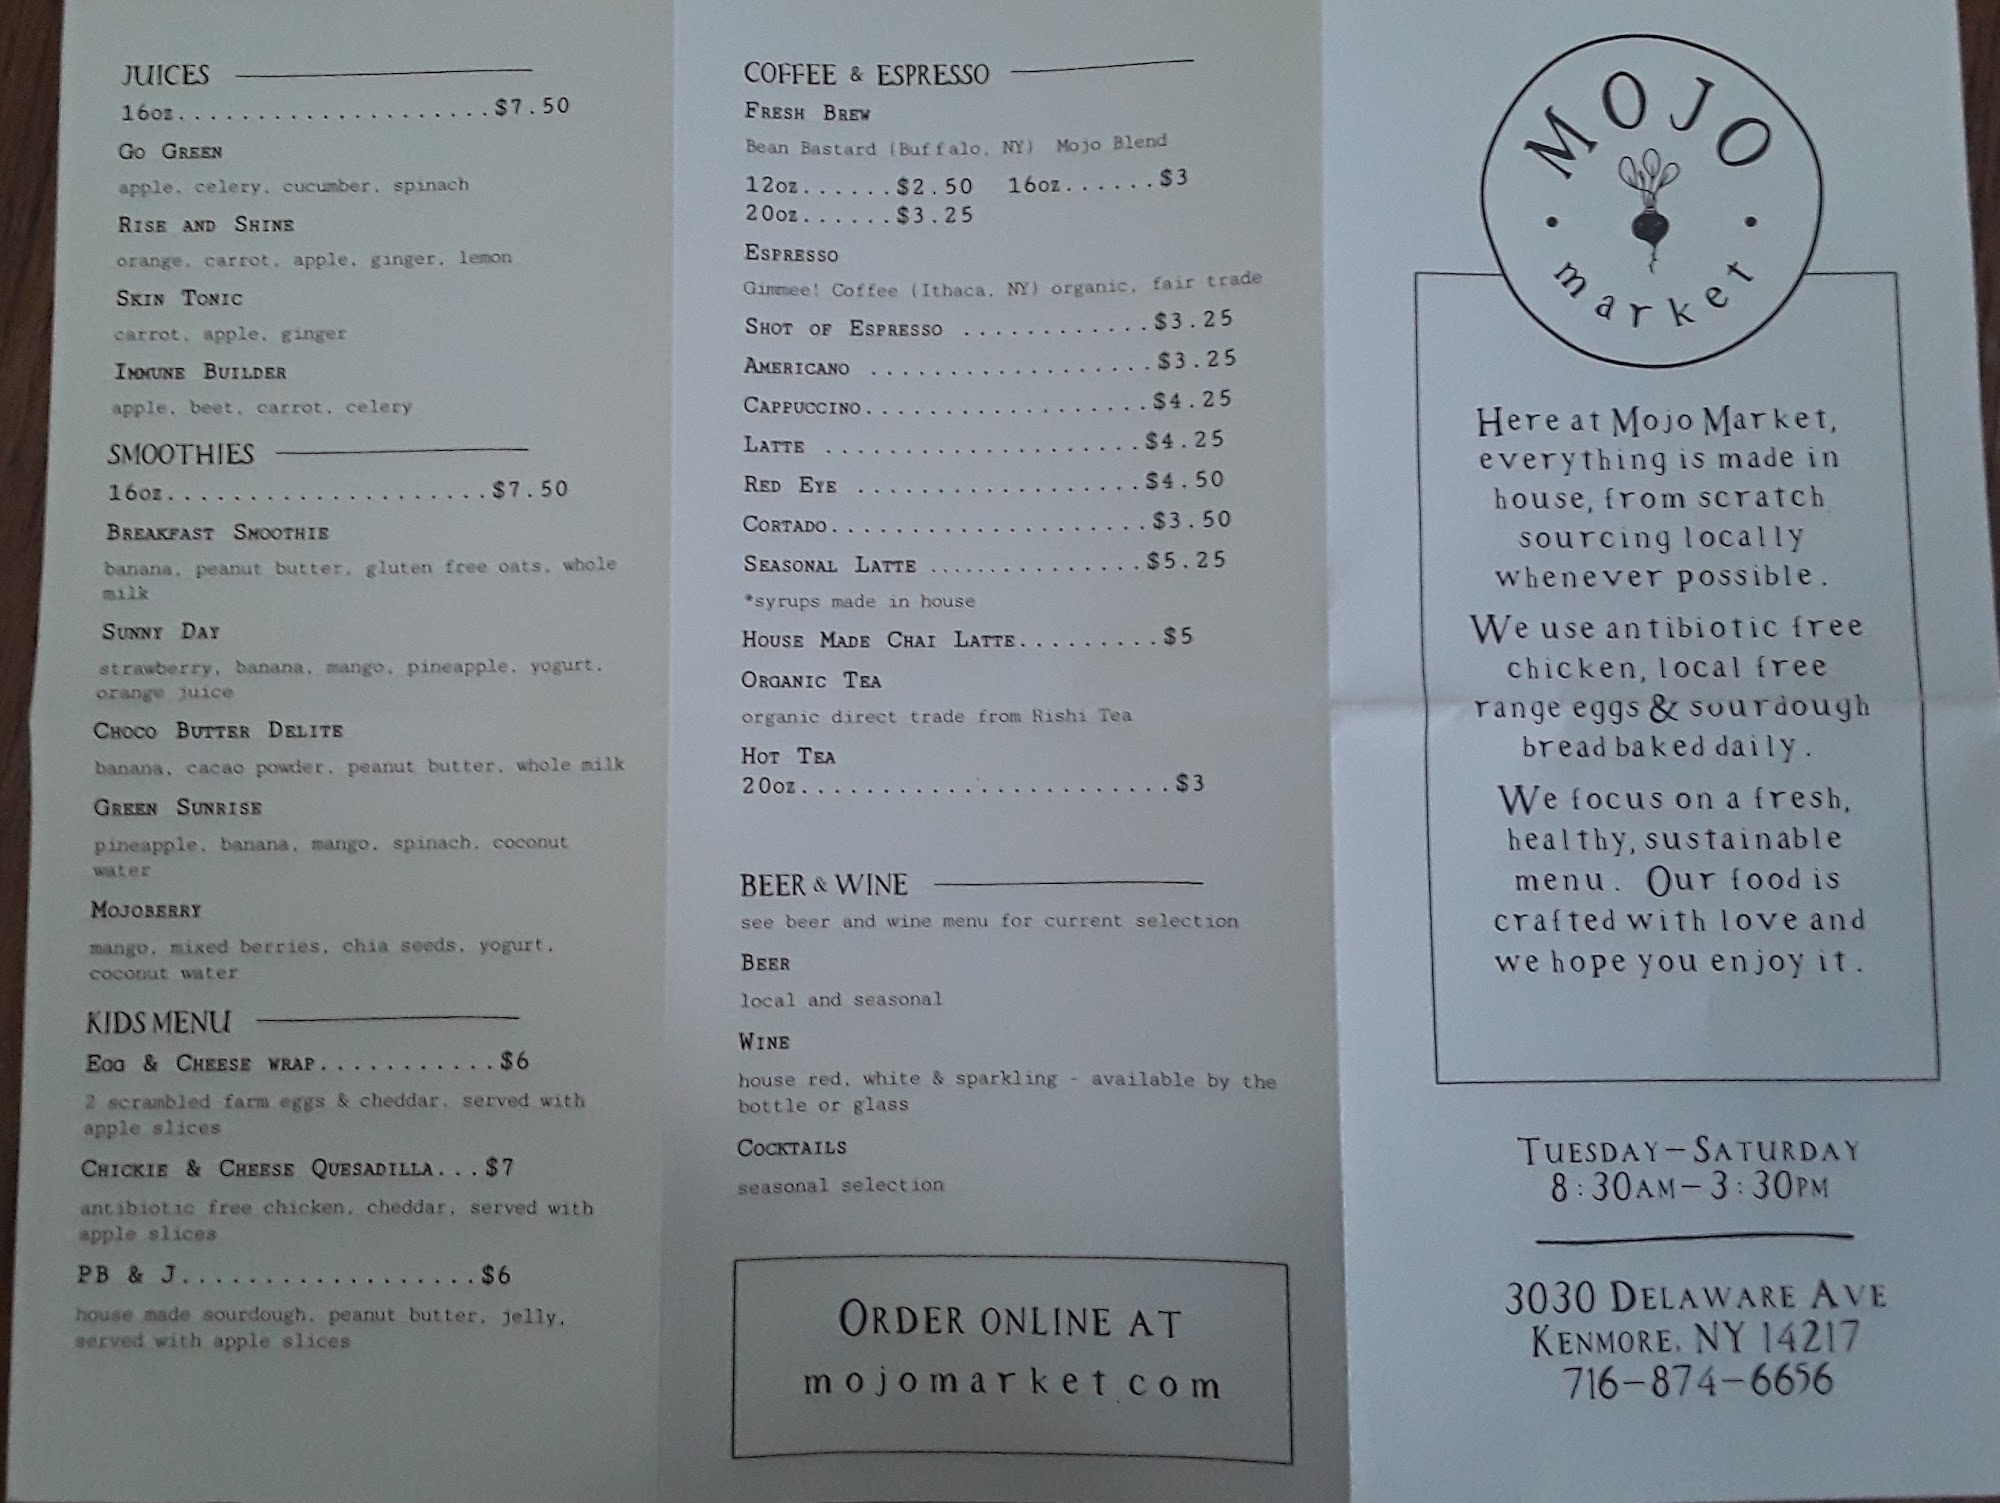 JUICES
16oz....................$7.50
Go Green
apple, celery, cucumber, spinach
Rise and Shine
orange, carrot, apple, ginger, lemon
Skin Tonic
carrot, apple, ginger
Immune Builder
apple, beet, carrot, celery
SMOOTHIES
16oz....................$7.50
Breakfast Smoothie
banana, peanut butter, gluten free oats, whole
milk
Sunny Day
strawberry, banana, mango, pineapple, yogurt,
orange juice
Choco Butter Delite
banana, cacao powder, peanut butter, whole milk
Green Sunrise
pineapple, banana, mango, spinach, coconut
water
Mojoberry
mango, mixed berries, chia seeds, yogurt,
coconut water
KIDS MENU
Egg & Cheese wrap...........$6
2 scrambled farm eggs & cheddar, served with
apple slices
Chickie & Cheese Quesadilla...$7
antibiotic free chicken, cheddar, served with
apple slices
PB & J...................$6
house made sourdough, peanut butter, jelly,
served with apple slices
COFFEE & ESPRESSO
Fresh Brew
Bean Bastard (Buffalo, NY) Mojo Blend
12oz......$2.50 16oz......$3
20oz......$3.25
Espresso
Gimmee! Coffee (Ithaca, NY) organic, fair trade
Shot of Espresso ............$3.25
Americano ..................$3.25
Cappuccino..................$4.25
Latte ....................$4.25
Red Eye ..................$4.50
Cortado....................$3.50
Seasonal Latte ..............$5.25
*syrups made in house
House Made Chai Latte.........$5
Organic Tea
organic direct trade from Rishi Tea
Hot Tea
20oz........................$3
BEER & WINE
see beer and wine menu for current selection
Beer
local and seasonal
Wine
house red, white & sparkling - available by the
bottle or glass
Cocktails
seasonal selection
Order online at
mojomarket.com
MOJO
market
Here at Mojo Market,
everything is made in
house, from scratch
sourcing locally
whenever possible.
We use antibiotic free
chicken, local free
range eggs & sourdough
bread baked daily.
We focus on a fresh,
healthy, sustainable
menu. Our food is
crafted with love and
we hope you enjoy it.
Tuesday-Saturday
8:30am-3:30pm
3030 Delaware Ave
Kenmore, NY 14217
716-874-6656